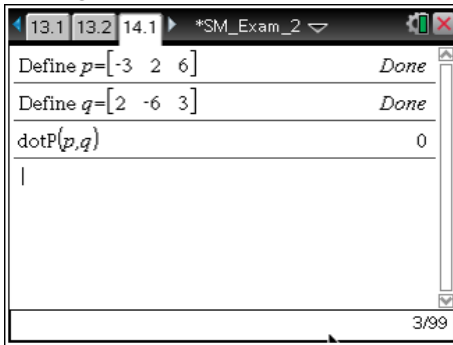 13.1 13.2 14.1 *SM_Exam_2
Define p=[-3 2 6] Done
Define q=[2 -6 3] Done
dotP(p,q) 0
3/99